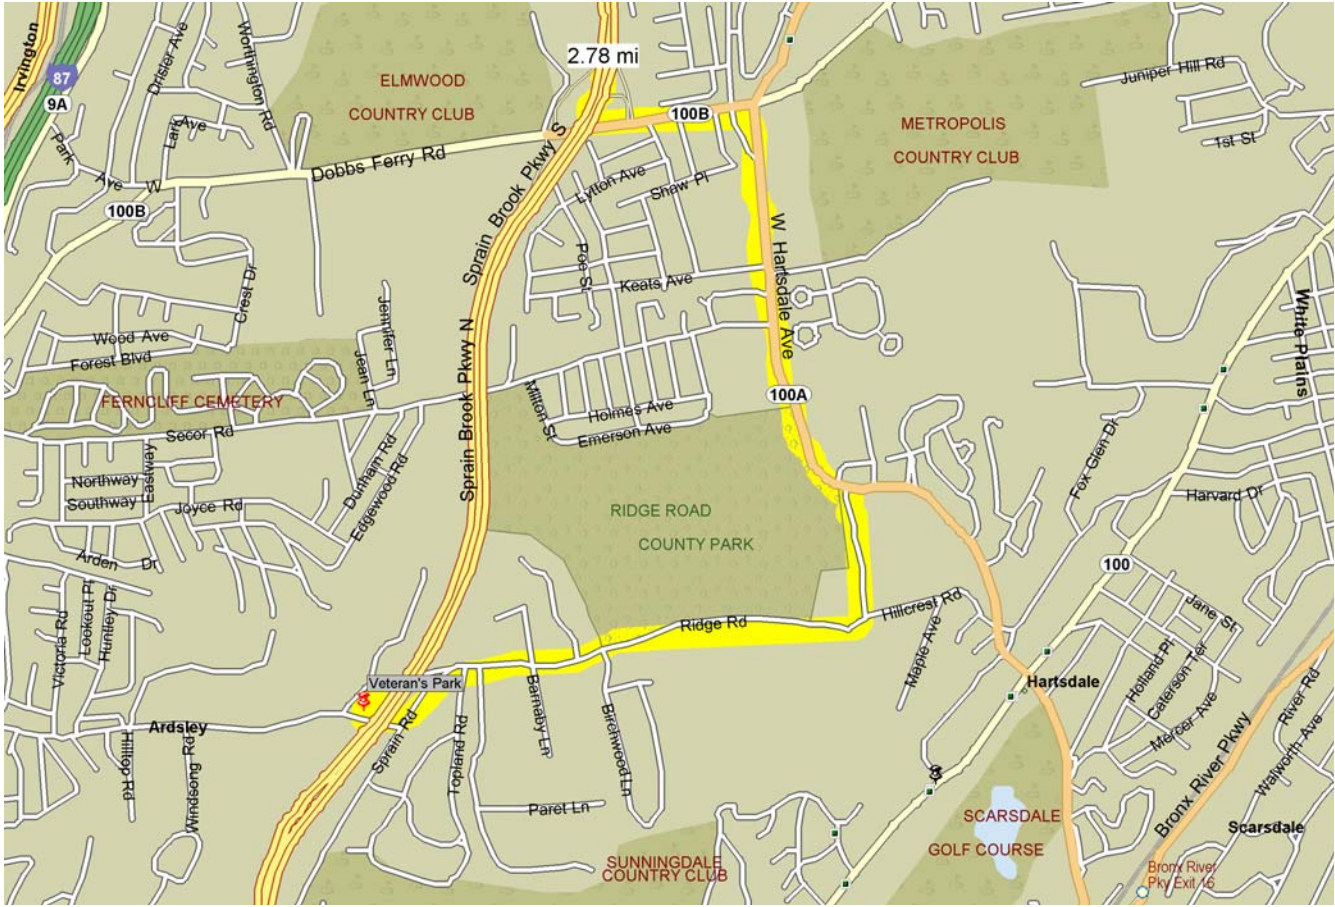 Irvington
87
9A
Drisler Ave
Worthington Rd
Park Ave W
Lark Ave
ELMWOOD
COUNTRY CLUB
2.78 mi
100B
Juniper Hill Rd
METROPOLIS
COUNTRY CLUB
1st St
Dobbs Ferry Rd
Sprain Brook Pkwy S
Lytton Ave
Shaw Pl
100B
W Hartsdale Ave
Poe St
Keats Ave
Crest Dr
Jennifer Ln
Jean Ln
Wood Ave
Forest Blvd
White Plains
Sprain Brook Pkwy N
FERNCLIFF CEMETERY
100A
Milton St
Holmes Ave
Emerson Ave
Secor Rd
Dunham Rd
Edgewood Rd
Fox Glen Dr
Northway
Southway
Eastway
Joyce Rd
Harvard Dr
RIDGE ROAD
COUNTY PARK
Arden Dr
100
Victoria Rd
Lookout Pl
Huntley Dr
Jane St
Ridge Rd
Hillcrest Rd
Maple Ave
Holland Pl
Caterson Ter
Mercer Ave
River Rd
Veteran's Park
Hartsdale
Barnaby Ln
Birchwood Ln
Ardsley
Sprain Rd
Topland Rd
Hilltop Rd
Windsong Rd
Bronx River Pkwy
Walworth Ave
Paret Ln
SCARSDALE
GOLF COURSE
Scarsdale
SUNNINGDALE
COUNTRY CLUB
Bronx River
Pky Exit 16